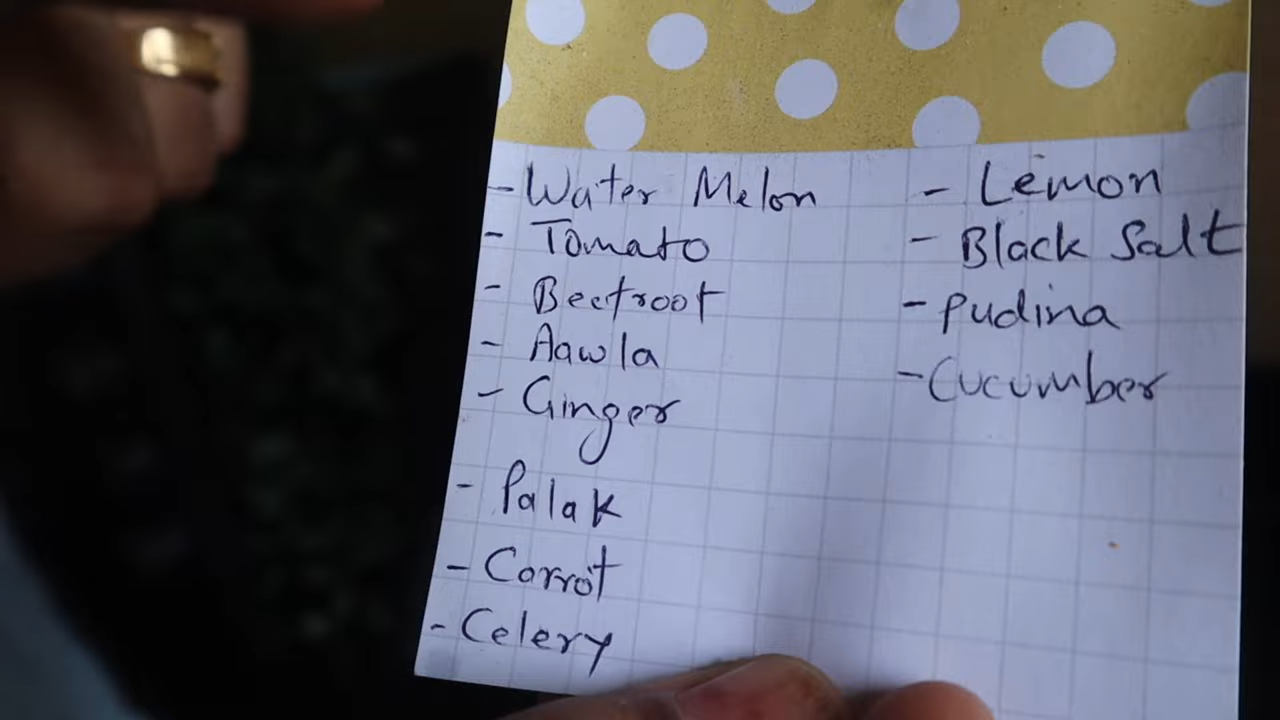 - Water Melon
- Tomato
- Beetroot
- Aawla
- Ginger
- Palak
- Carrot
- Celery
- Lemon
- Black Salt
- Pudina
- Cucumber